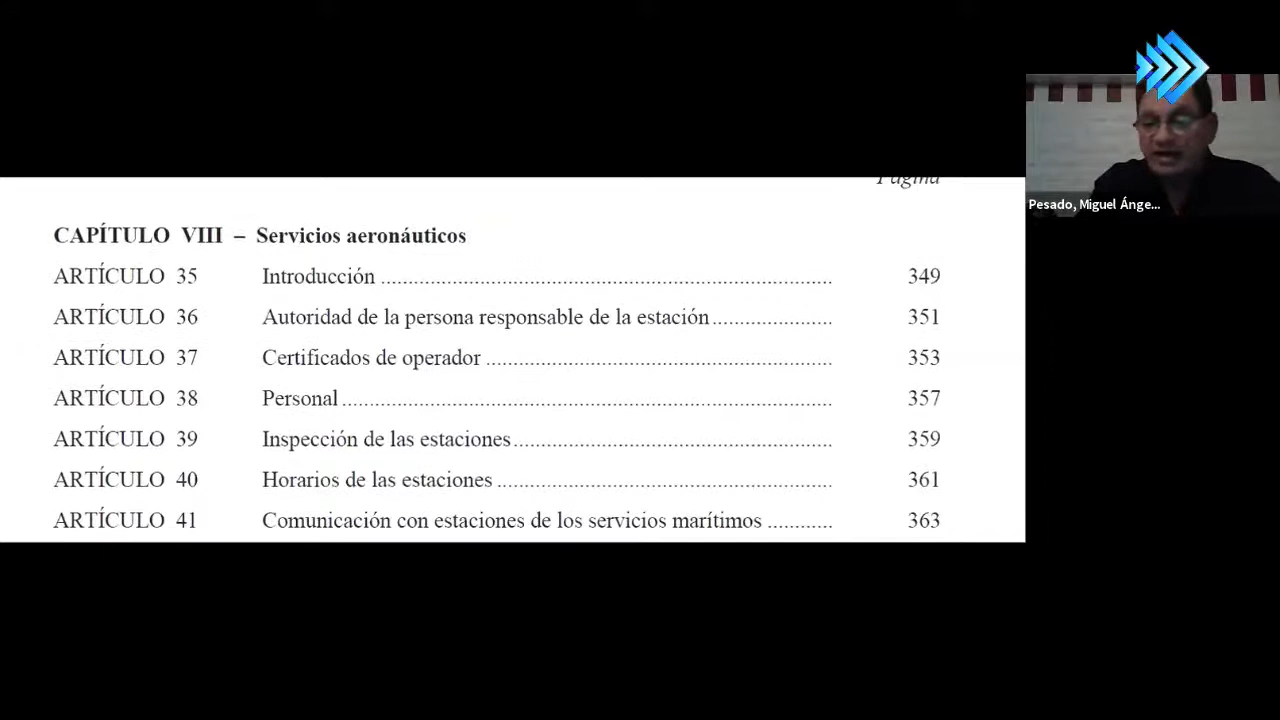 Página
CAPÍTULO VIII – Servicios aeronáuticos
ARTÍCULO 35 Introducción ........ 349
ARTÍCULO 36 Autoridad de la persona responsable de la estación ........ 351
ARTÍCULO 37 Certificados de operador ........ 353
ARTÍCULO 38 Personal ........ 357
ARTÍCULO 39 Inspección de las estaciones ........ 359
ARTÍCULO 40 Horarios de las estaciones ........ 361
ARTÍCULO 41 Comunicación con estaciones de los servicios marítimos ........ 363
Pesado, Miguel Ánge...